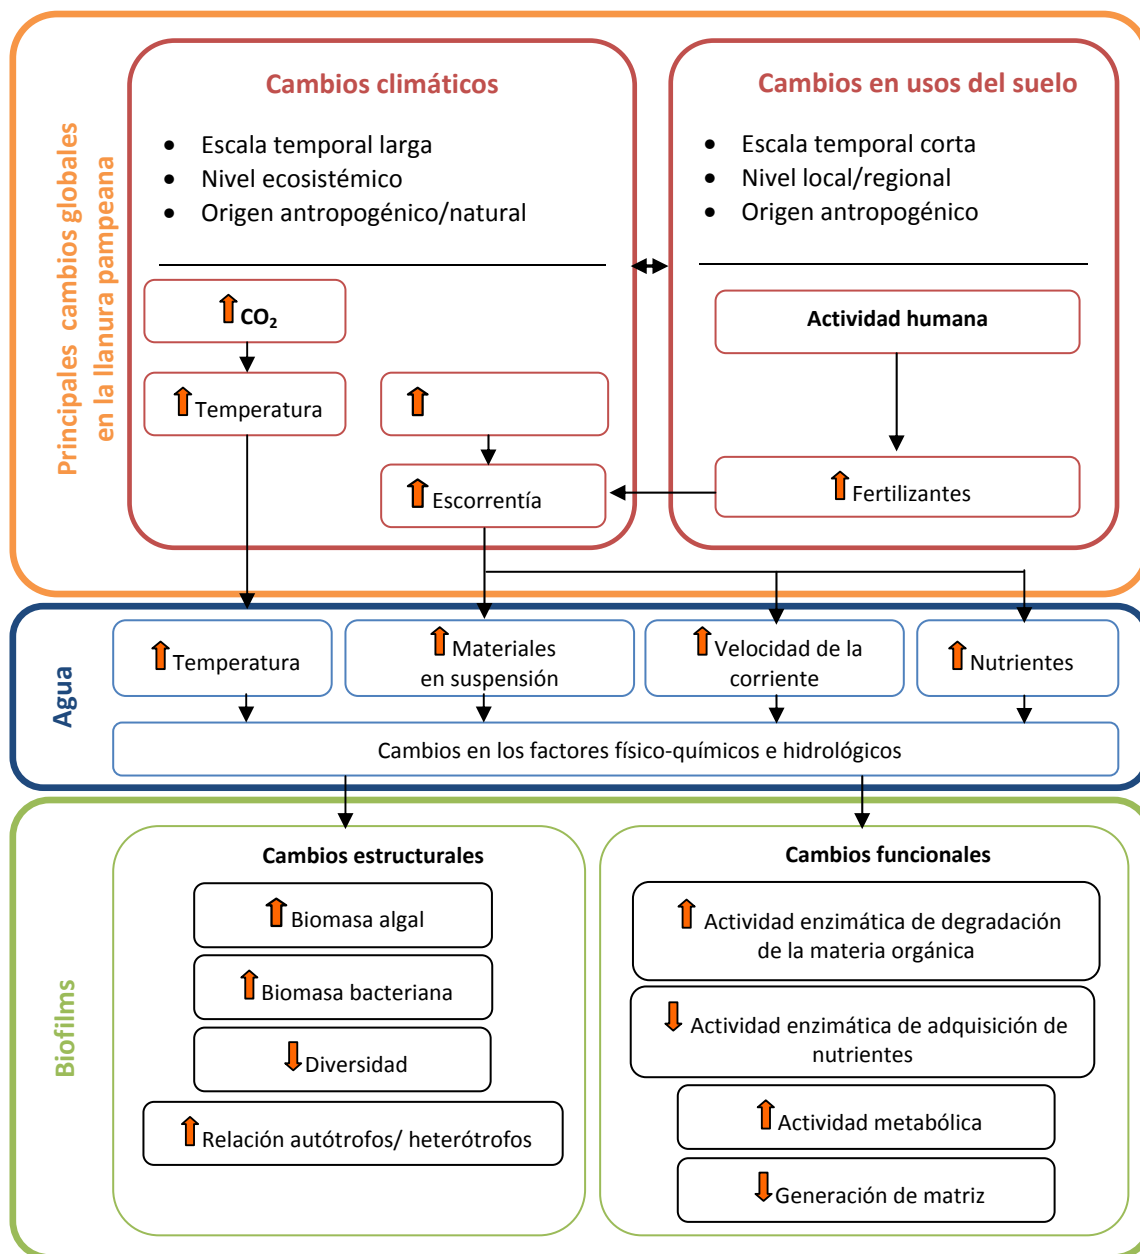 Principales cambios globales
en la llanura pampeana
Cambios climáticos
• Escala temporal larga
• Nivel ecosistémico
• Origen antropogénico/natural
CO₂
Temperatura
Escorrentía
Cambios en usos del suelo
• Escala temporal corta
• Nivel local/regional
• Origen antropogénico
Actividad humana
Fertilizantes
Agua
Temperatura
Materiales
en suspensión
Velocidad de la
corriente
Nutrientes
Cambios en los factores físico-químicos e hidrológicos
Biofilms
Cambios estructurales
Biomasa algal
Biomasa bacteriana
Diversidad
Relación autótrofos/ heterótrofos
Cambios funcionales
Actividad enzimática de degradación
de la materia orgánica
Actividad enzimática de adquisición de
nutrientes
Actividad metabólica
Generación de matriz